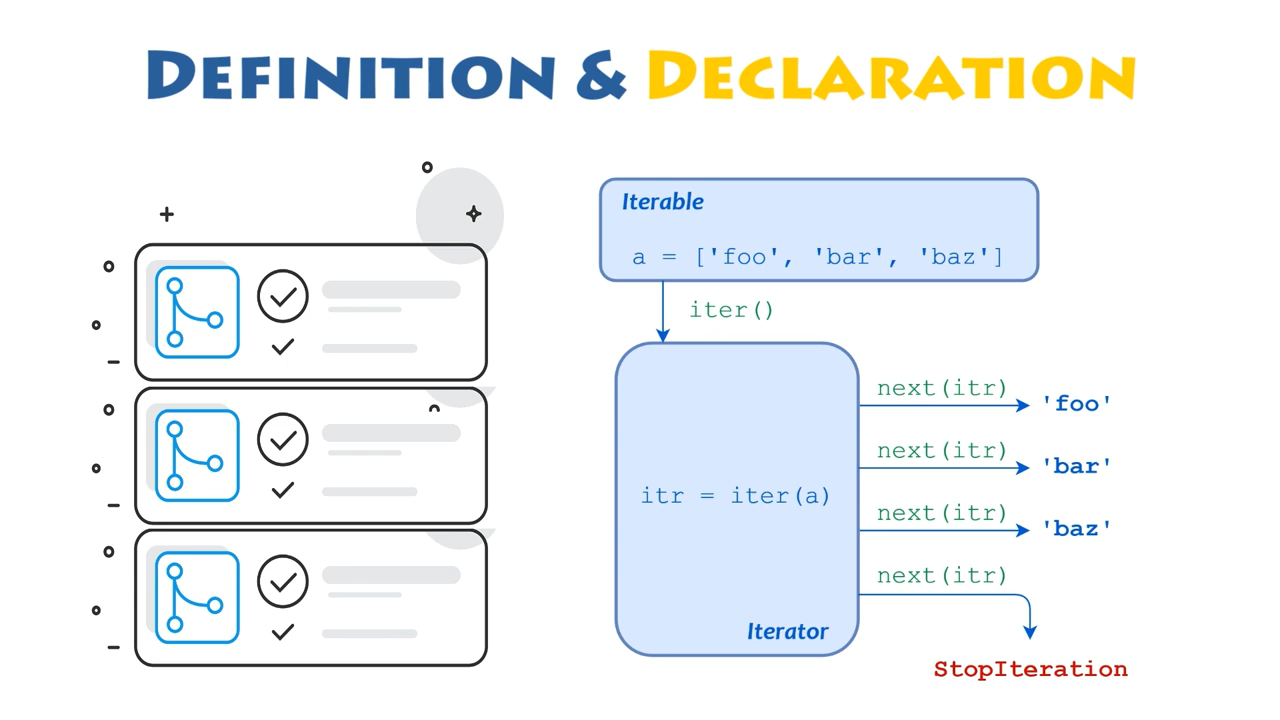 DEFINITION & DECLARATION
Iterable
a = ['foo', 'bar', 'baz']
iter()
itr = iter(a)
Iterator
next(itr) 'foo'
next(itr) 'bar'
next(itr) 'baz'
next(itr)
StopIteration